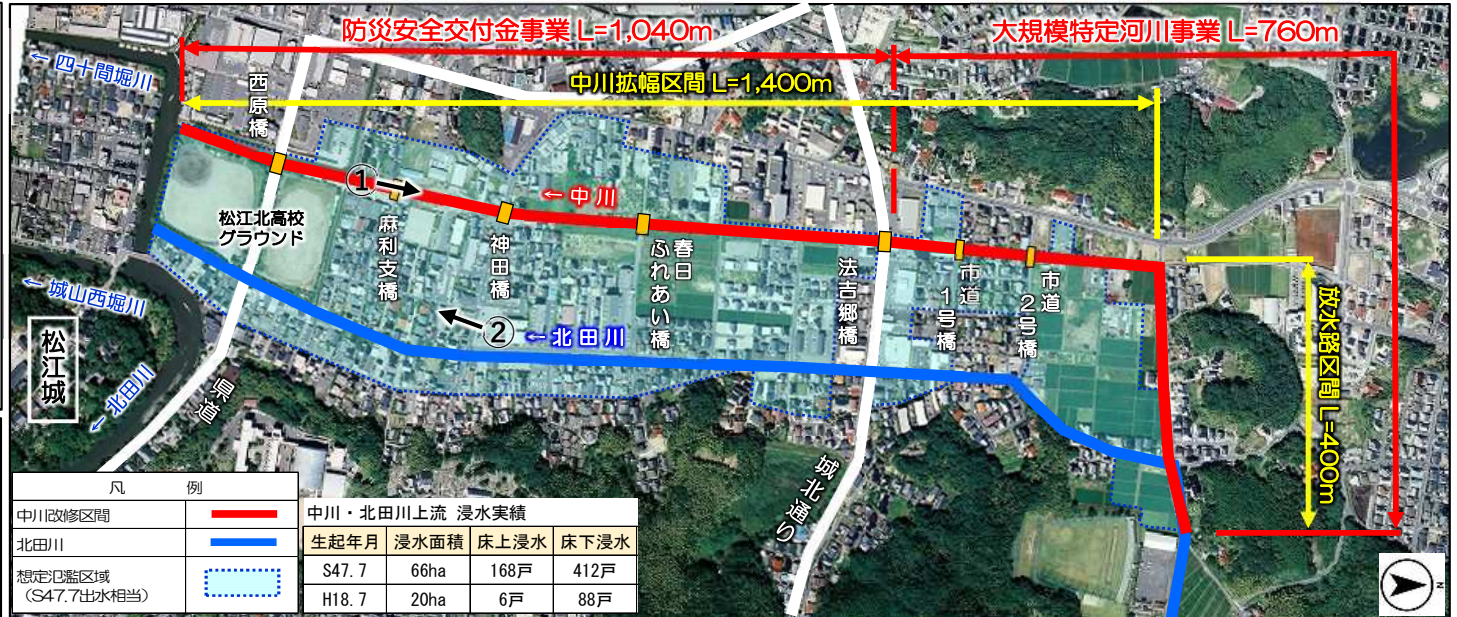 防災安全交付金事業 L=1,040m
大規模特定河川事業 L=760m
中川拡幅区間 L=1,400m
← 四十間堀川
西原橋
①
← 中川
松江北高校
グラウンド
麻利支橋
神田橋
春日
ふれあい橋
法吉郷橋
市道
1号橋
市道
2号橋
放水路区間 L=400m
← 城山西堀川
②
← 北田川
松江城
← 北田川
県道
城北通り
凡 例
中川改修区間
北田川
想定氾濫区域
（S47.7出水相当）
中川・北田川上流 浸水実績
生起年月 浸水面積 床上浸水 床下浸水
S47. 7 66ha 168戸 412戸
H18. 7 20ha 6戸 88戸
N